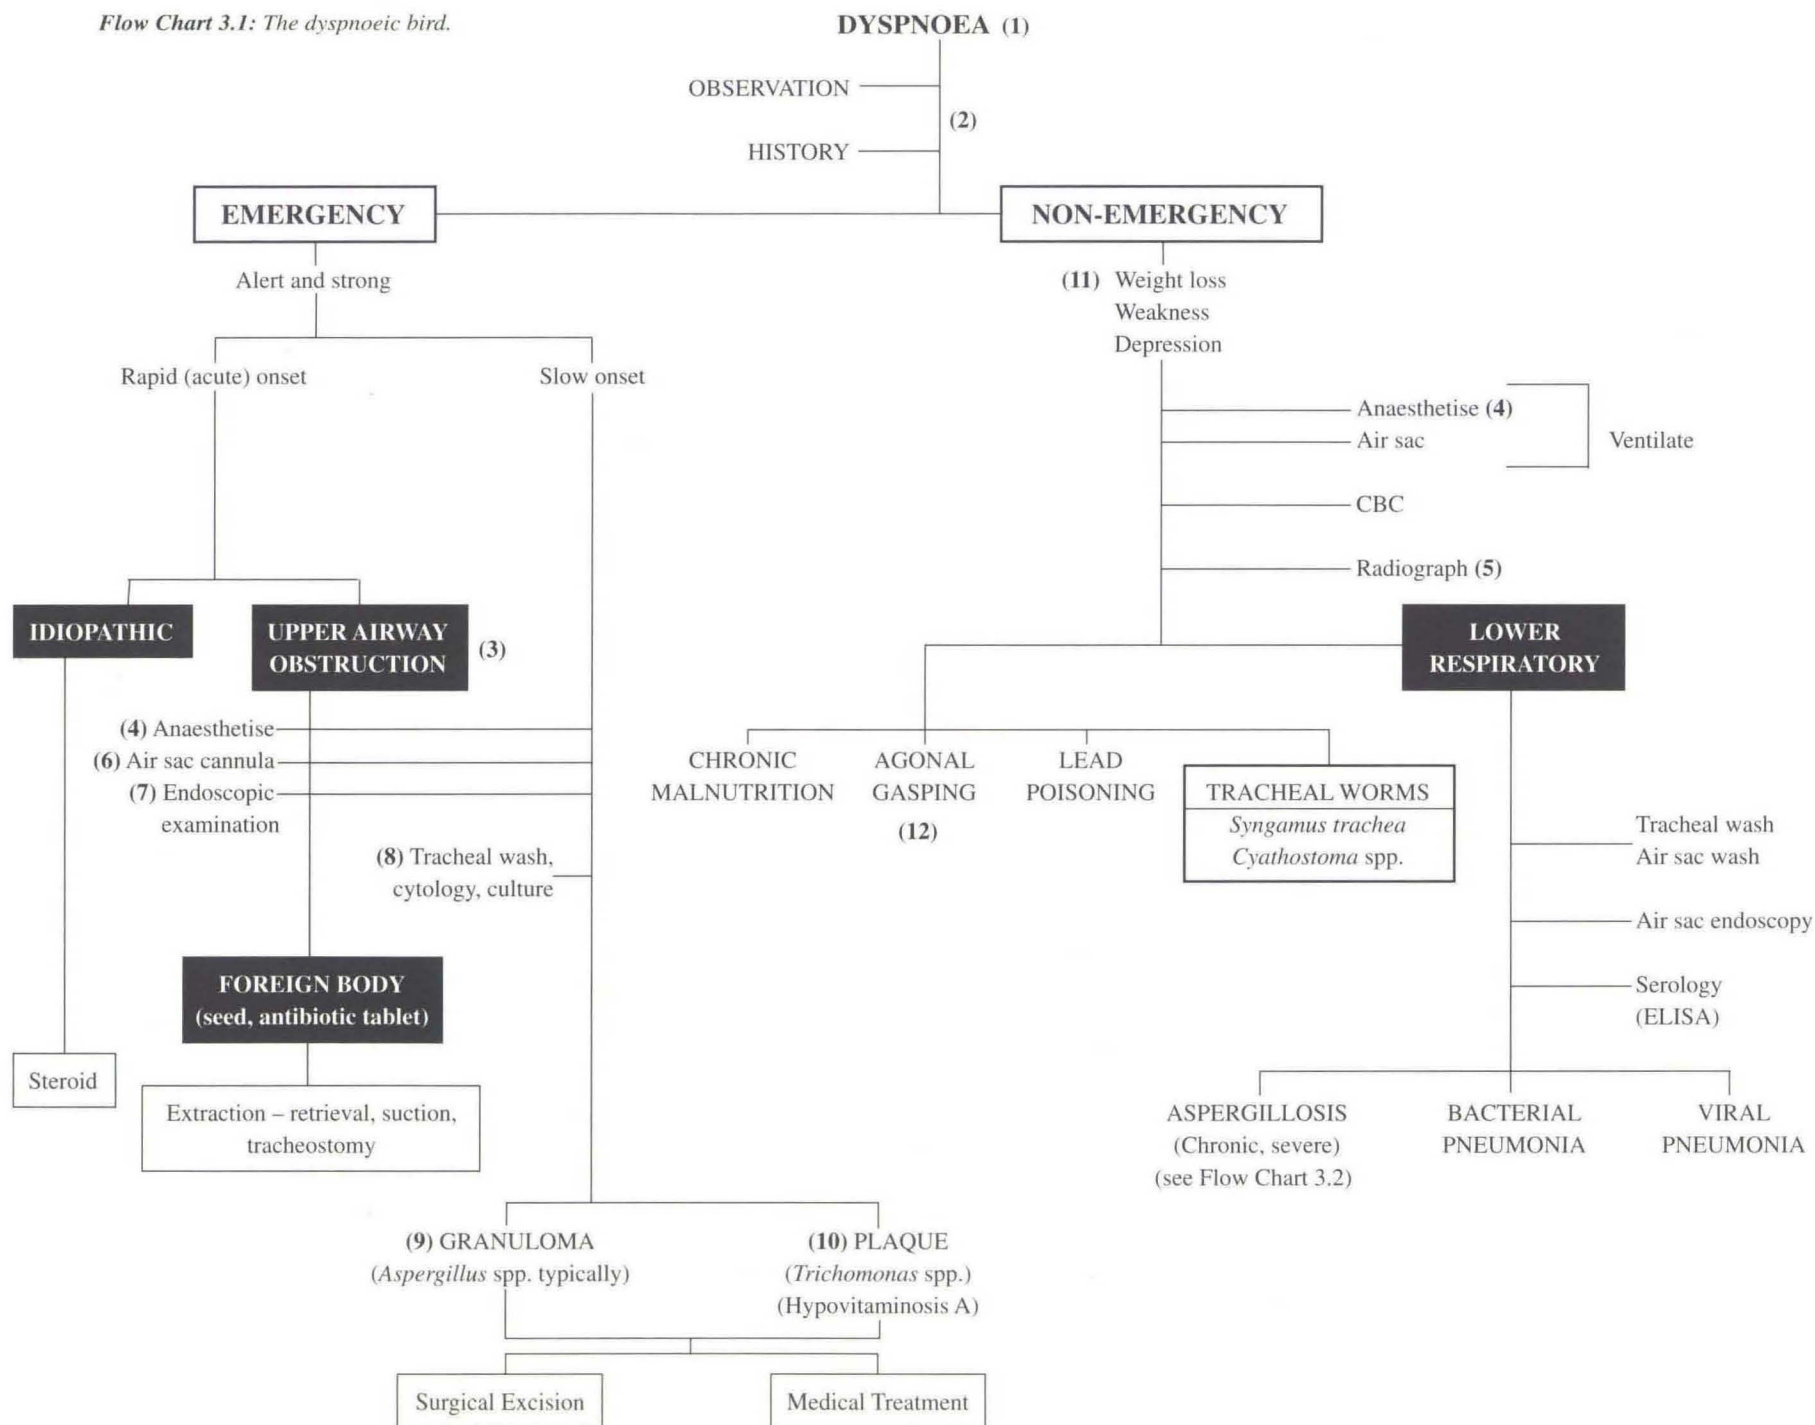 Flow Chart 3.1: The dyspnoeic bird.
DYSPNOEA (1)
OBSERVATION
(2)
HISTORY
EMERGENCY
NON-EMERGENCY
Alert and strong
(11) Weight loss
Weakness
Depression
Rapid (acute) onset
Slow onset
Anaesthetise (4)
Air sac
Ventilate
CBC
Radiograph (5)
IDIOPATHIC
UPPER AIRWAY
OBSTRUCTION
(3)
LOWER
RESPIRATORY
(4) Anaesthetise
(6) Air sac cannula
(7) Endoscopic
examination
(8) Tracheal wash,
cytology, culture
CHRONIC
MALNUTRITION
AGONAL
GASPING
(12)
LEAD
POISONING
TRACHEAL WORMS
Syngamus trachea
Cyathostoma spp.
Tracheal wash
Air sac wash
Air sac endoscopy
Serology
(ELISA)
FOREIGN BODY
(seed, antibiotic tablet)
Steroid
Extraction – retrieval, suction,
tracheostomy
ASPERGILLOSIS
(Chronic, severe)
(see Flow Chart 3.2)
BACTERIAL
PNEUMONIA
VIRAL
PNEUMONIA
(9) GRANULOMA
(Aspergillus spp. typically)
(10) PLAQUE
(Trichomonas spp.)
(Hypovitaminosis A)
Surgical Excision
Medical Treatment